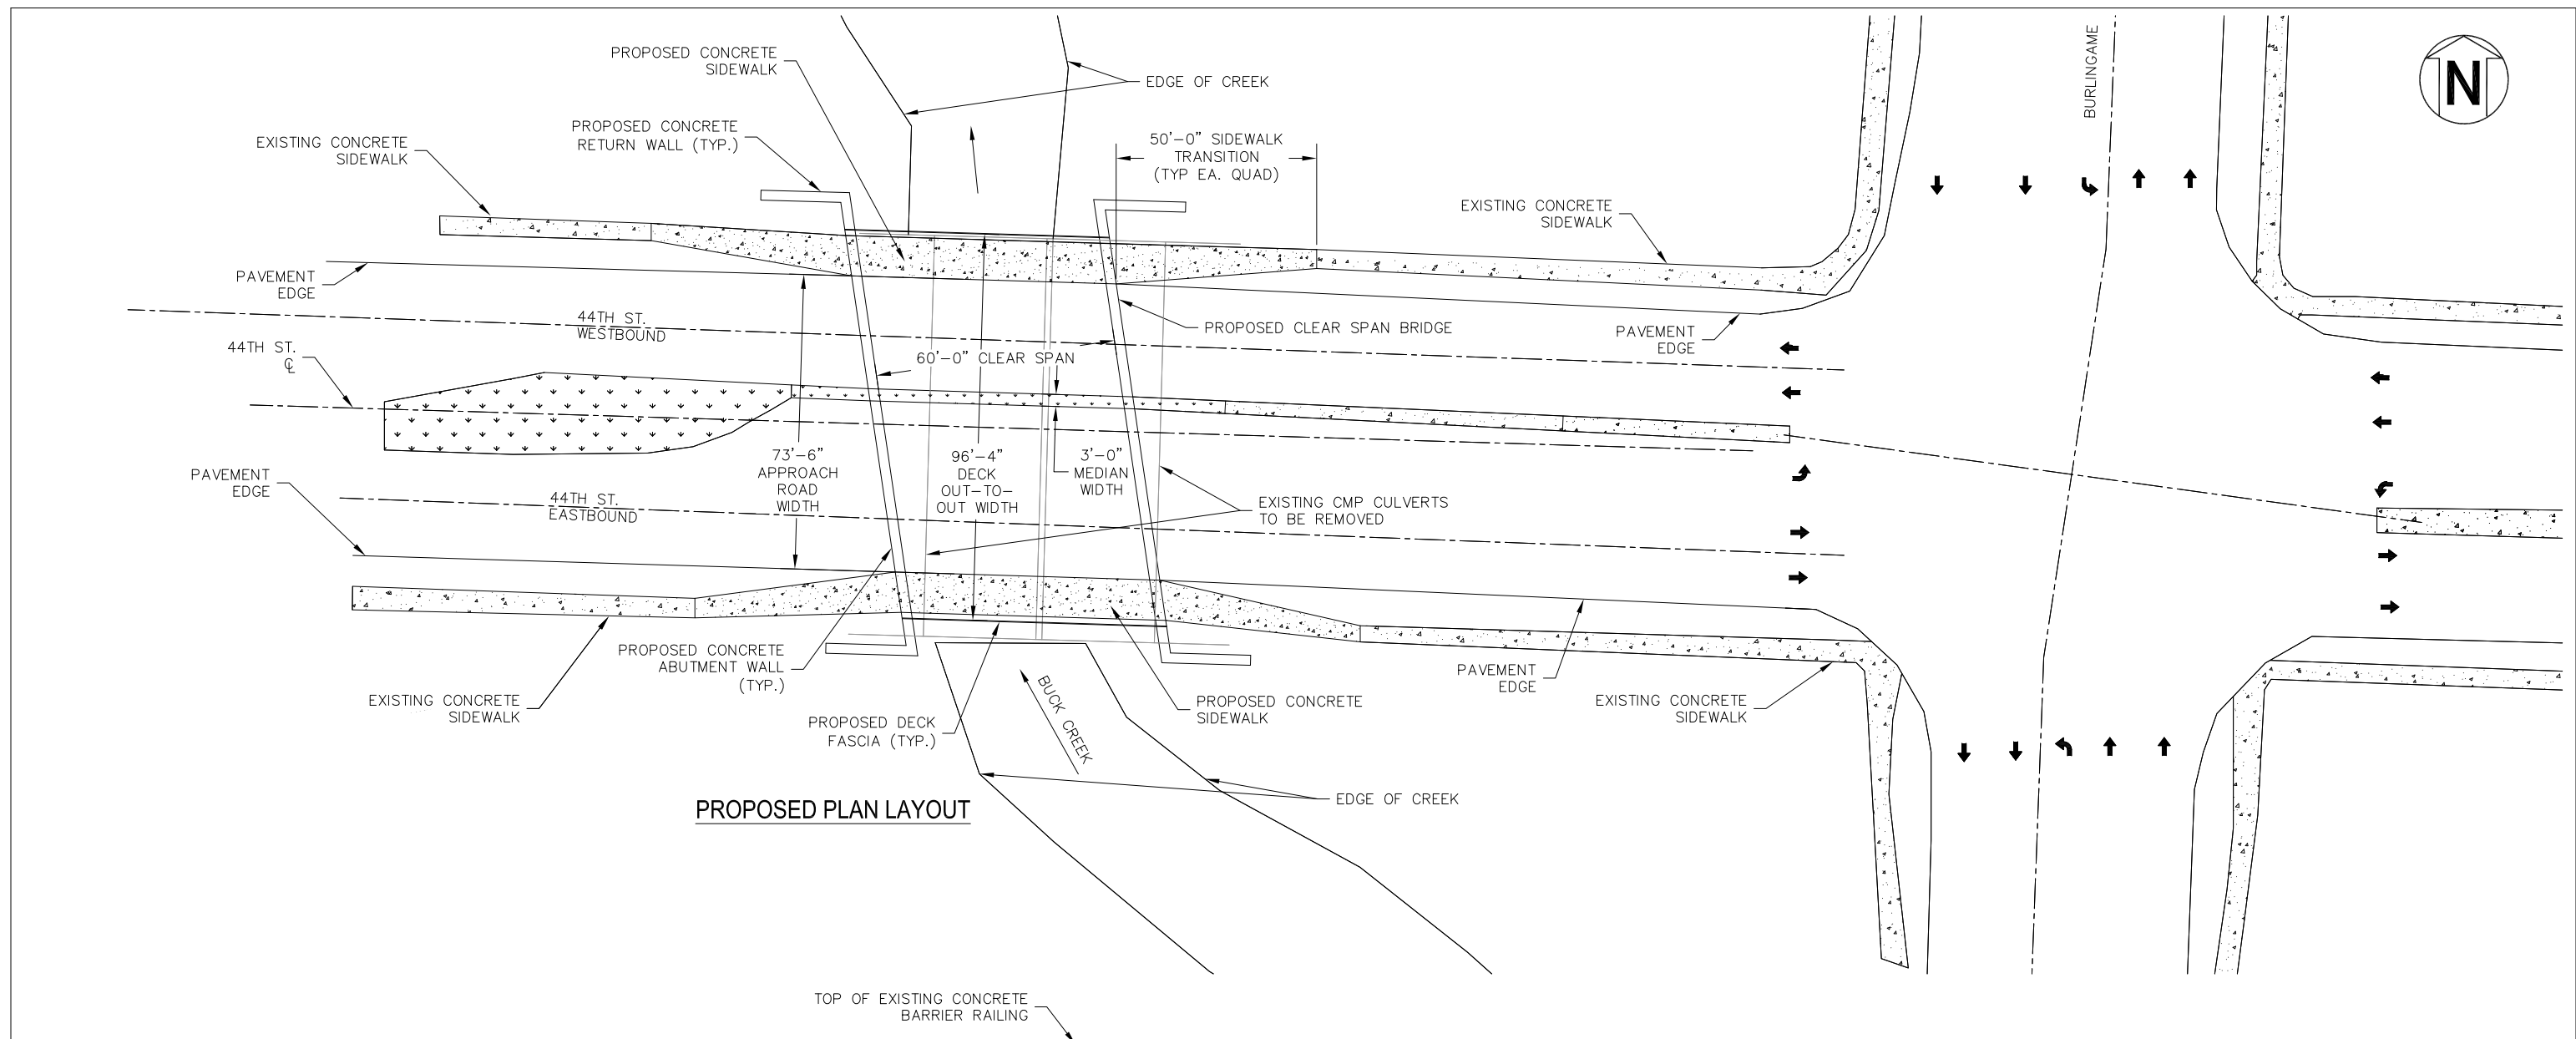 PROPOSED CONCRETE
SIDEWALK
EDGE OF CREEK
BURLINGAME
N
PROPOSED CONCRETE
RETURN WALL (TYP.)
EXISTING CONCRETE
SIDEWALK
50'-0" SIDEWALK
TRANSITION
(TYP EA. QUAD)
EXISTING CONCRETE
SIDEWALK
PAVEMENT
EDGE
44TH ST.
WESTBOUND
PROPOSED CLEAR SPAN BRIDGE
PAVEMENT
EDGE
44TH ST.
℄
60'-0" CLEAR SPAN
73'-6"
APPROACH
ROAD
WIDTH
96'-4"
DECK
OUT-TO-
OUT WIDTH
3'-0"
MEDIAN
WIDTH
PAVEMENT
EDGE
44TH ST.
EASTBOUND
EXISTING CMP CULVERTS
TO BE REMOVED
PROPOSED CONCRETE
ABUTMENT WALL
(TYP.)
PAVEMENT
EDGE
EXISTING CONCRETE
SIDEWALK
EXISTING CONCRETE
SIDEWALK
BUCK CREEK
PROPOSED CONCRETE
SIDEWALK
PROPOSED DECK
FASCIA (TYP.)
EDGE OF CREEK
PROPOSED PLAN LAYOUT
TOP OF EXISTING CONCRETE
BARRIER RAILING